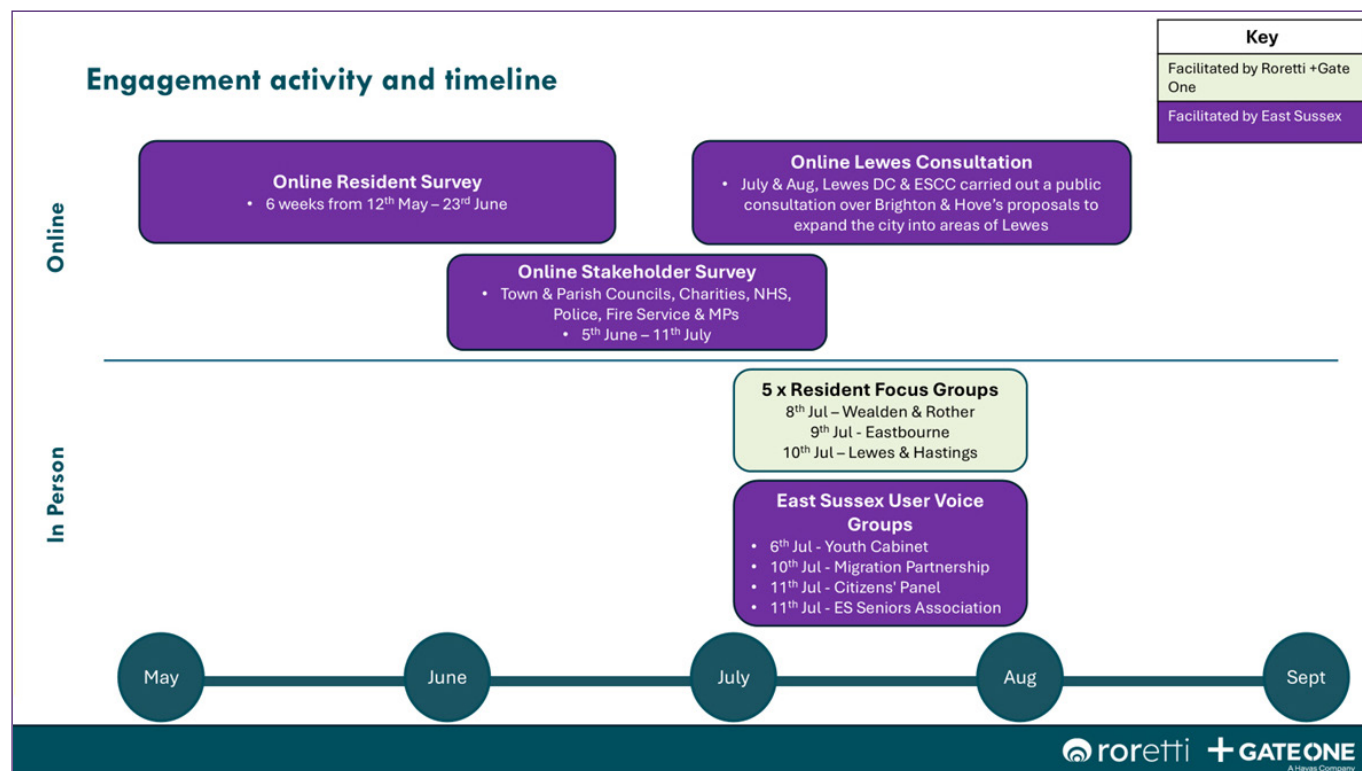 Engagement activity and timeline
Key
Facilitated by Roretti +Gate
One
Facilitated by East Sussex
Online
Online Resident Survey
• 6 weeks from 12th May – 23rd June
Online Lewes Consultation
• July & Aug, Lewes DC & ESCC carried out a public
consultation over Brighton & Hove's proposals to
expand the city into areas of Lewes
Online Stakeholder Survey
• Town & Parish Councils, Charities, NHS,
Police, Fire Service & MPs
• 5th June – 11th July
In Person
5 x Resident Focus Groups
8th Jul – Wealden & Rother
9th Jul - Eastbourne
10th Jul – Lewes & Hastings
East Sussex User Voice
Groups
• 6th Jul - Youth Cabinet
• 10th Jul - Migration Partnership
• 11th Jul - Citizens' Panel
• 11th Jul - ES Seniors Association
May
June
July
Aug
Sept
roretti
+GATEONE
A Havas Company